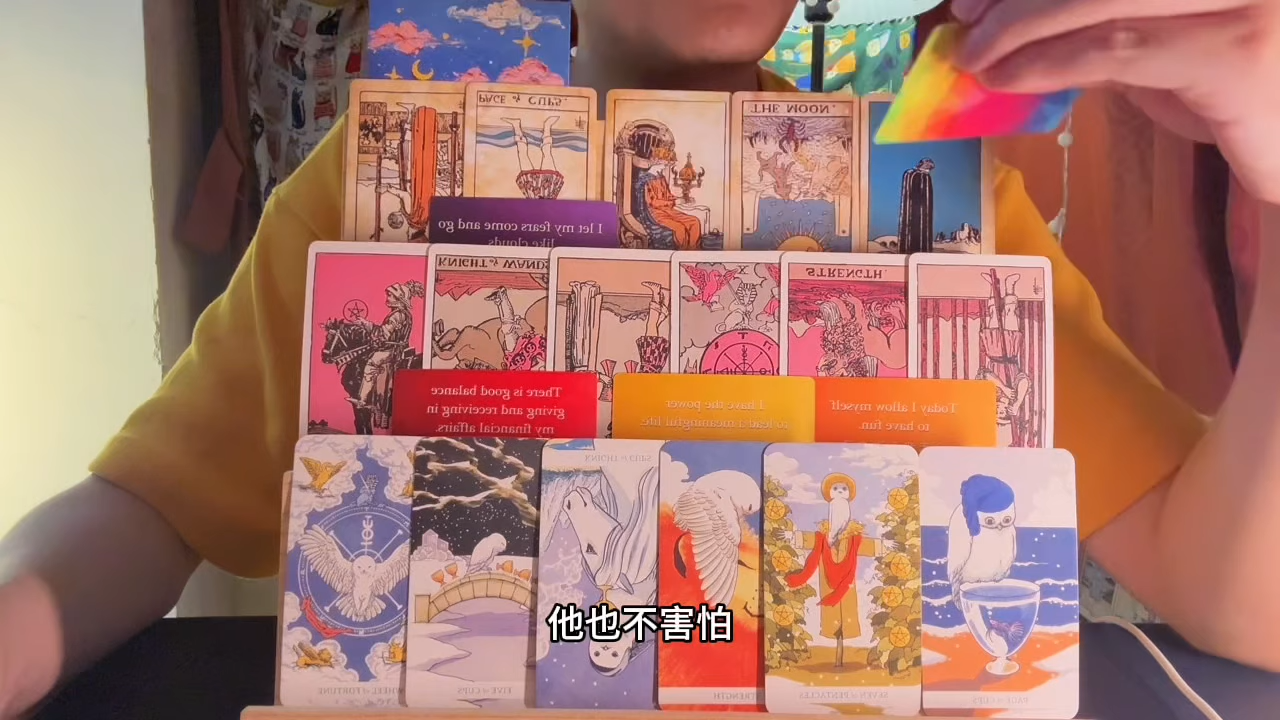 PAGE of CUPS.
THE MOON.
I let my fears come and go
like clouds
KNIGHT of WANDS
X
STRENGTH.
There is good balance
giving and receiving in
my financial affairs.
I have the power
to lead a meaningful life.
Today I allow myself
to have fun.
KNIGHT of CUPS
他也不害怕
WHEEL of FORTUNE
FIVE of CUPS
STRENGTH
SEVEN of PENTACLES
PAGE of CUPS